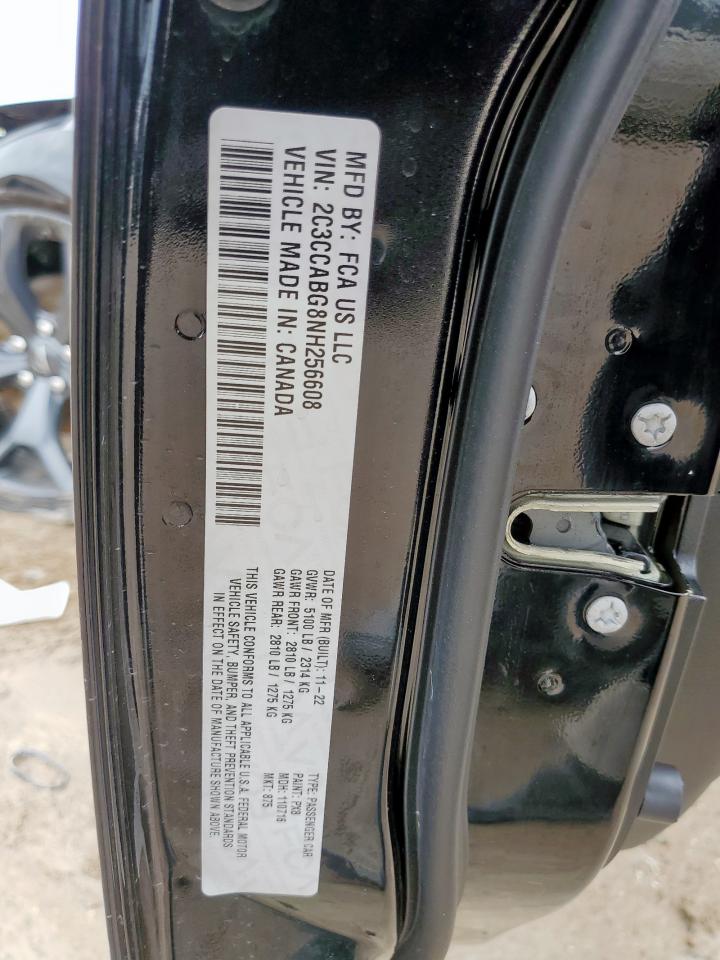 MFD BY: FCA US LLC
VIN: 2C3CCABG8NH256608
VEHICLE MADE IN: CANADA
DATE OF MFR (BUILT): 11-22
GVWR: 5100 LB / 2314 KG
GAWR FRONT: 2810 LB / 1275 KG
GAWR REAR: 2810 LB / 1275 KG
THIS VEHICLE CONFORMS TO ALL APPLICABLE U.S.A. FEDERAL MOTOR
VEHICLE SAFETY, BUMPER, AND THEFT PREVENTION STANDARDS
IN EFFECT ON THE DATE OF MANUFACTURE SHOWN ABOVE.
TYPE: PASSENGER CAR
PAINT: PX8
MDH: 110716
MKT: 875